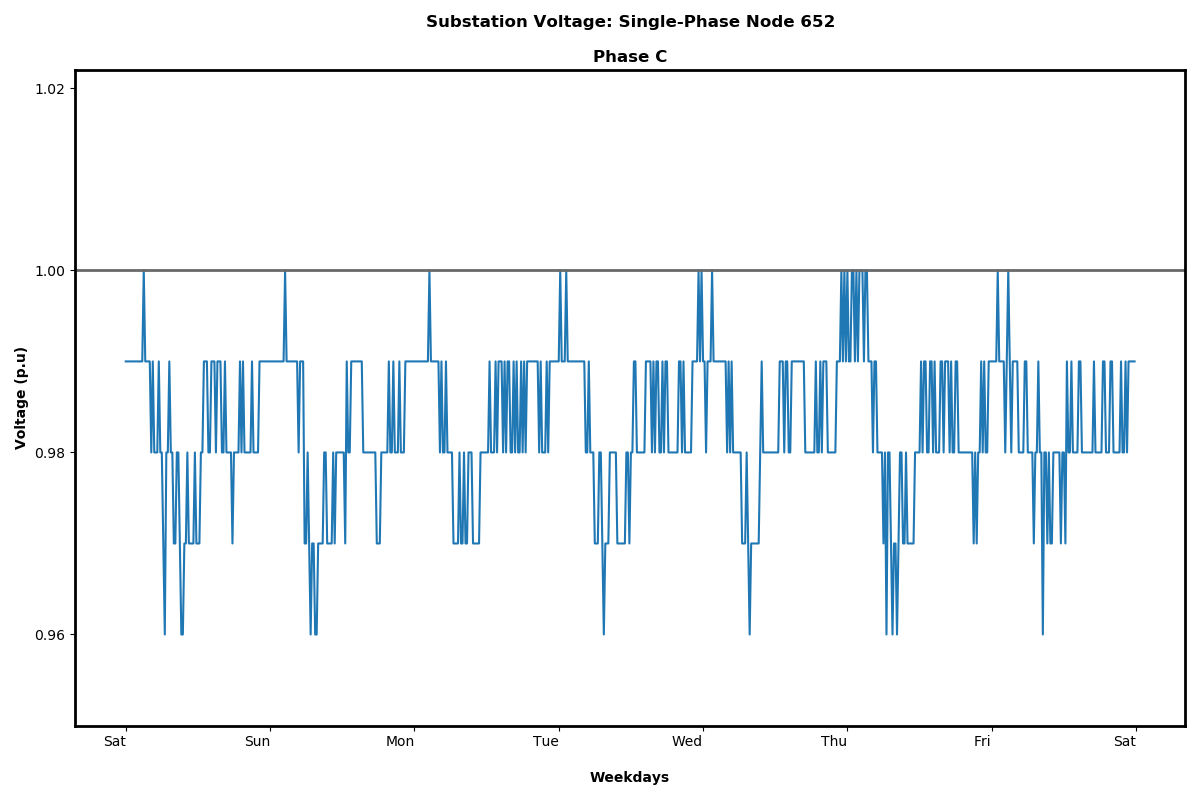 Substation Voltage: Single-Phase Node 652
Phase C
1.02
1.00
0.98
0.96
Voltage (p.u)
Sat Sun Mon Tue Wed Thu Fri Sat
Weekdays